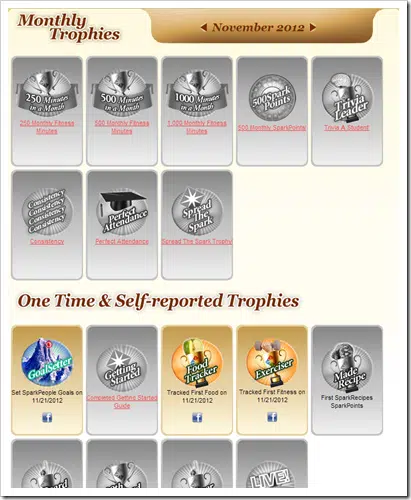 Monthly
Trophies
November 2012
250 Minutes
in a Month
500 Minutes
in a Month
1000 Minutes
in a Month
500 Spark
Points
Trivia
Leader
250 Monthly Fitness
Minutes
500 Monthly Fitness
Minutes
1,000 Monthly Fitness
Minutes
500 Monthly SparkPoints
Trivia A Student
Consistency
Consistency
Consistency
Consistency
Perfect
Attendance
Spread
The
Spark
Consistency
Perfect Attendance
Spread The Spark Trophy
One Time & Self-reported Trophies
GoalSetter
Getting
Started
Food
Tracker
Exerciser
Made
Recipe
Set SparkPeople Goals on
11/21/2012
Completed Getting Started
Guide
Tracked First Food on
11/21/2012
Tracked First Fitness on
11/21/2012
First SparkRecipes
SparkPoints
LIVE!